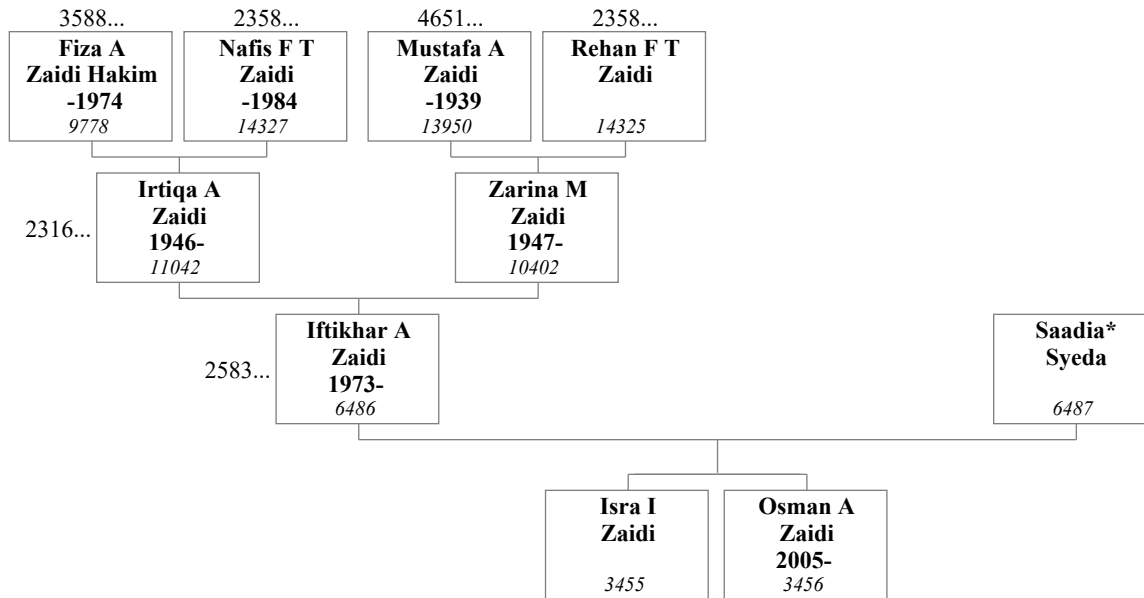 3588...
2358...
4651...
2358...
Fiza A
Zaidi Hakim
-1974
9778
Nafis F T
Zaidi
-1984
14327
Mustafa A
Zaidi
-1939
13950
Rehan F T
Zaidi
14325
2316...
Irtiqa A
Zaidi
1946-
11042
Zarina M
Zaidi
1947-
10402
2583...
Iftikhar A
Zaidi
1973-
6486
Saadia*
Syeda
6487
Isra I
Zaidi
3455
Osman A
Zaidi
2005-
3456